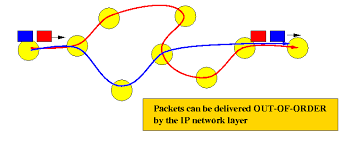 Packets can be delivered OUT-OF-ORDER
by the IP network layer